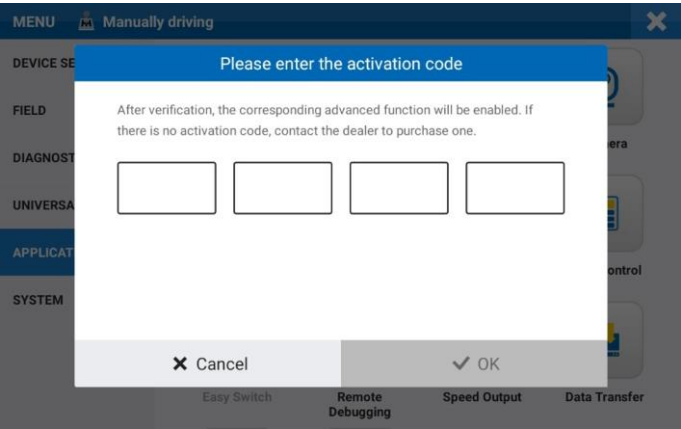 MENU Manually driving
DEVICE SE
Please enter the activation code
FIELD
After verification, the corresponding advanced function will be enabled. If
there is no activation code, contact the dealer to purchase one.
era
DIAGNOST
UNIVERSA
APPLICAT
ontrol
SYSTEM
Cancel
OK
Easy Switch
Remote
Debugging
Speed Output
Data Transfer